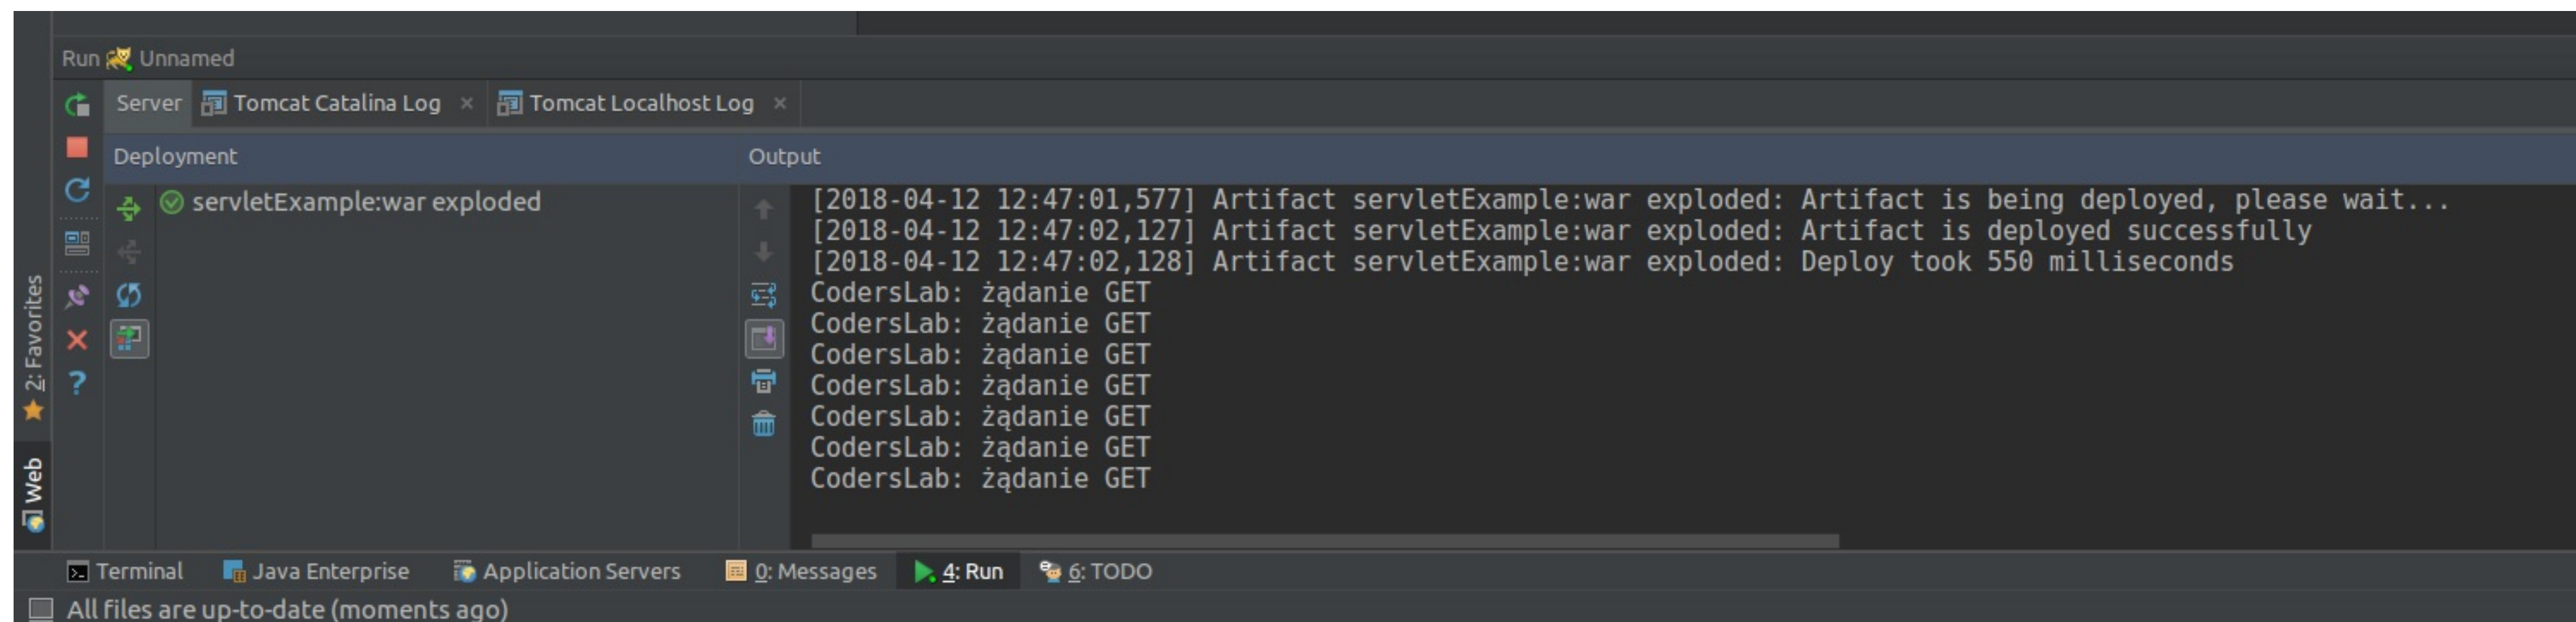 Run Unnamed
Server Tomcat Catalina Log × Tomcat Localhost Log ×
Deployment Output
servletExample:war exploded
[2018-04-12 12:47:01,577] Artifact servletExample:war exploded: Artifact is being deployed, please wait...
[2018-04-12 12:47:02,127] Artifact servletExample:war exploded: Artifact is deployed successfully
[2018-04-12 12:47:02,128] Artifact servletExample:war exploded: Deploy took 550 milliseconds
CodersLab: żądanie GET
CodersLab: żądanie GET
CodersLab: żądanie GET
CodersLab: żądanie GET
CodersLab: żądanie GET
CodersLab: żądanie GET
CodersLab: żądanie GET
2: Favorites
Web
Terminal Java Enterprise Application Servers 0: Messages 4: Run 6: TODO
All files are up-to-date (moments ago)